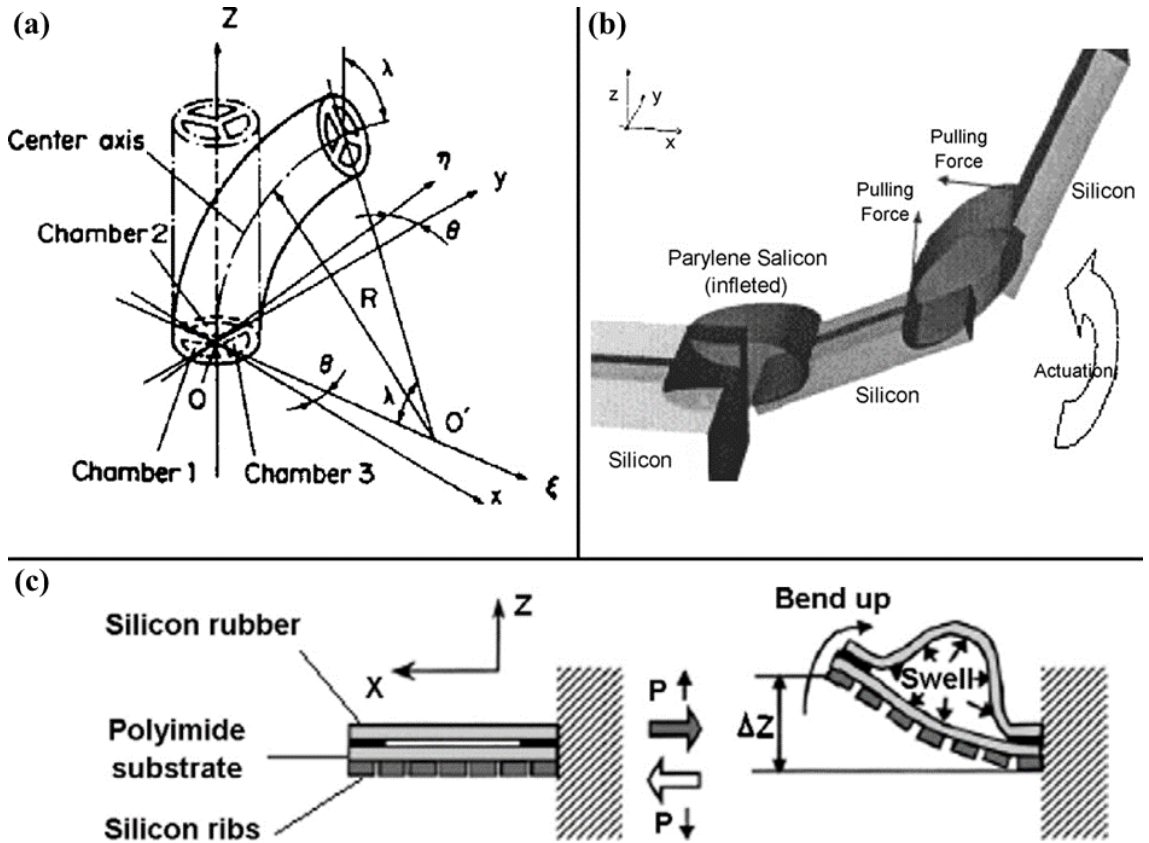 (a)
Z
λ
Center axis
η
y
Chamber 2
θ
R
θ
λ
O
O′
Chamber 1
Chamber 3
x
ξ
(b)
z
y
x
Pulling
Force
Pulling
Force
Silicon
Parylene Salicon
(infleted)
Silicon
Actuation
Silicon
(c)
Silicon rubber
Z
X
Polyimide
substrate
Silicon ribs
P
P
Bend up
Swell
ΔZ